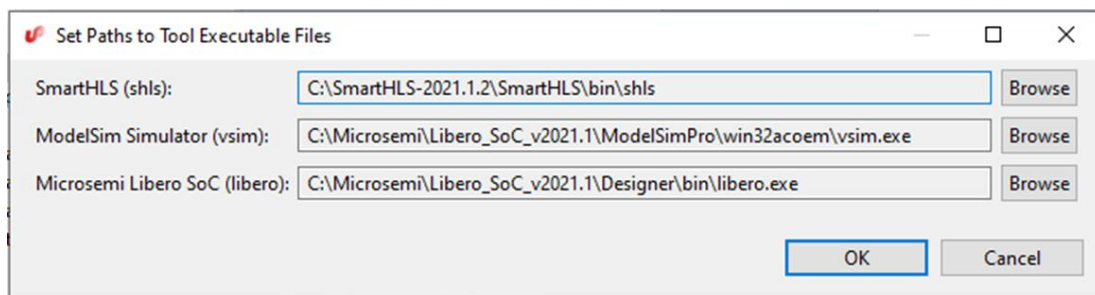 Set Paths to Tool Executable Files
SmartHLS (shls): C:\SmartHLS-2021.1.2\SmartHLS\bin\shls Browse
ModelSim Simulator (vsim): C:\Microsemi\Libero_SoC_v2021.1\ModelSimPro\win32acoem\vsim.exe Browse
Microsemi Libero SoC (libero): C:\Microsemi\Libero_SoC_v2021.1\Designer\bin\libero.exe Browse
OK Cancel